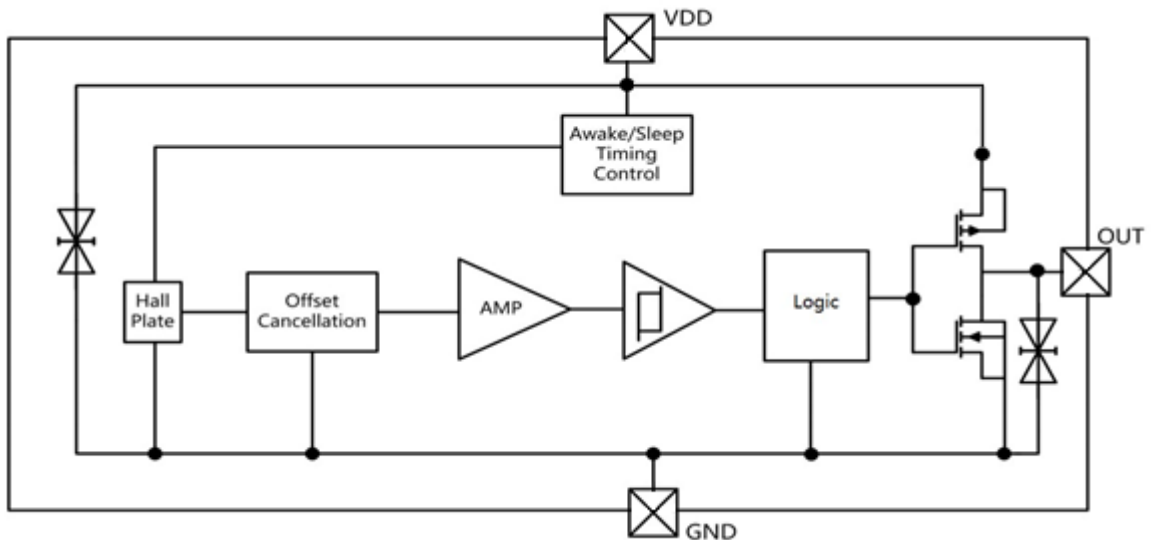 VDD
Awake/Sleep
Timing
Control
OUT
Hall
Plate
Offset
Cancellation
AMP
Logic
GND